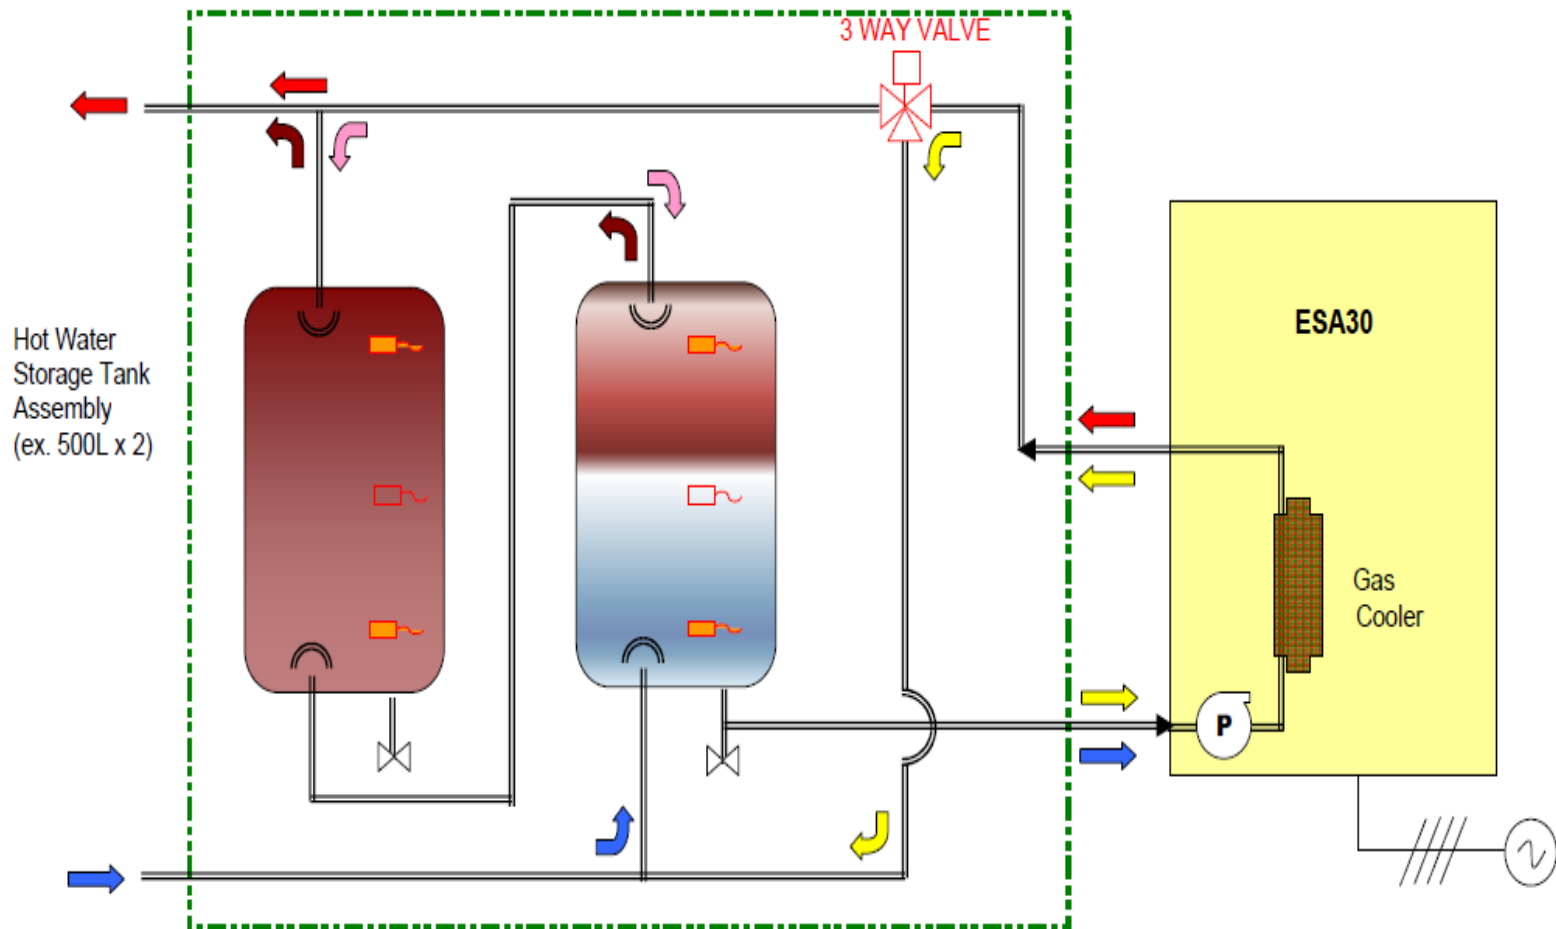 3 WAY VALVE
Hot Water
Storage Tank
Assembly
(ex. 500L x 2)
ESA30
Gas
Cooler
P